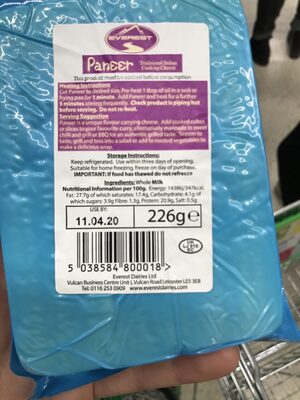 EVEREST
Paneer
Traditional Indian
Cooking Cheese
This product must be cooked before consumption
Heating Instructions
Cut Paneer to desired size. Pre-heat 1 tbsp of oil in a wok or
frying pan for 1 minute. Add Paneer and heat for a further
5 minutes stirring frequently. Check product is piping hot
before serving. Do not re-heat.
Serving Suggestion
Paneer is a unique flavour carrying cheese. Add cooked cubes
or slices to your favourite curry, alternatively marinade in sweet
chilli and grill or BBQ for an authentic grilled taste. Season to
taste, grill and toss into a salad or add to roasted vegetables to
make a delicious wrap.
Storage Instructions:
Keep refrigerated. Use within three days of opening.
Suitable for home freezing, freeze on day of purchase.
IMPORTANT: If food has thawed do not refreeze
Ingredients: Whole Milk
Nutritional Information per 100g. Energy: 1438kj/347kcal,
Fat: 27.7g of which saturates: 17.4g, Carbohydrate: 4.1g
of which sugars: 3.9g Fibre: 1.3g, Protein: 20.9g, Salt: 0.5g
USE BY:
11.04.20
226g e
5 038584 800018 >
Everest Dairies Ltd
Vulcan Business Centre Unit L Vulcan Road Leicester LE5 3EB
Tel: 0116 253 0909 www.everestdairies.com